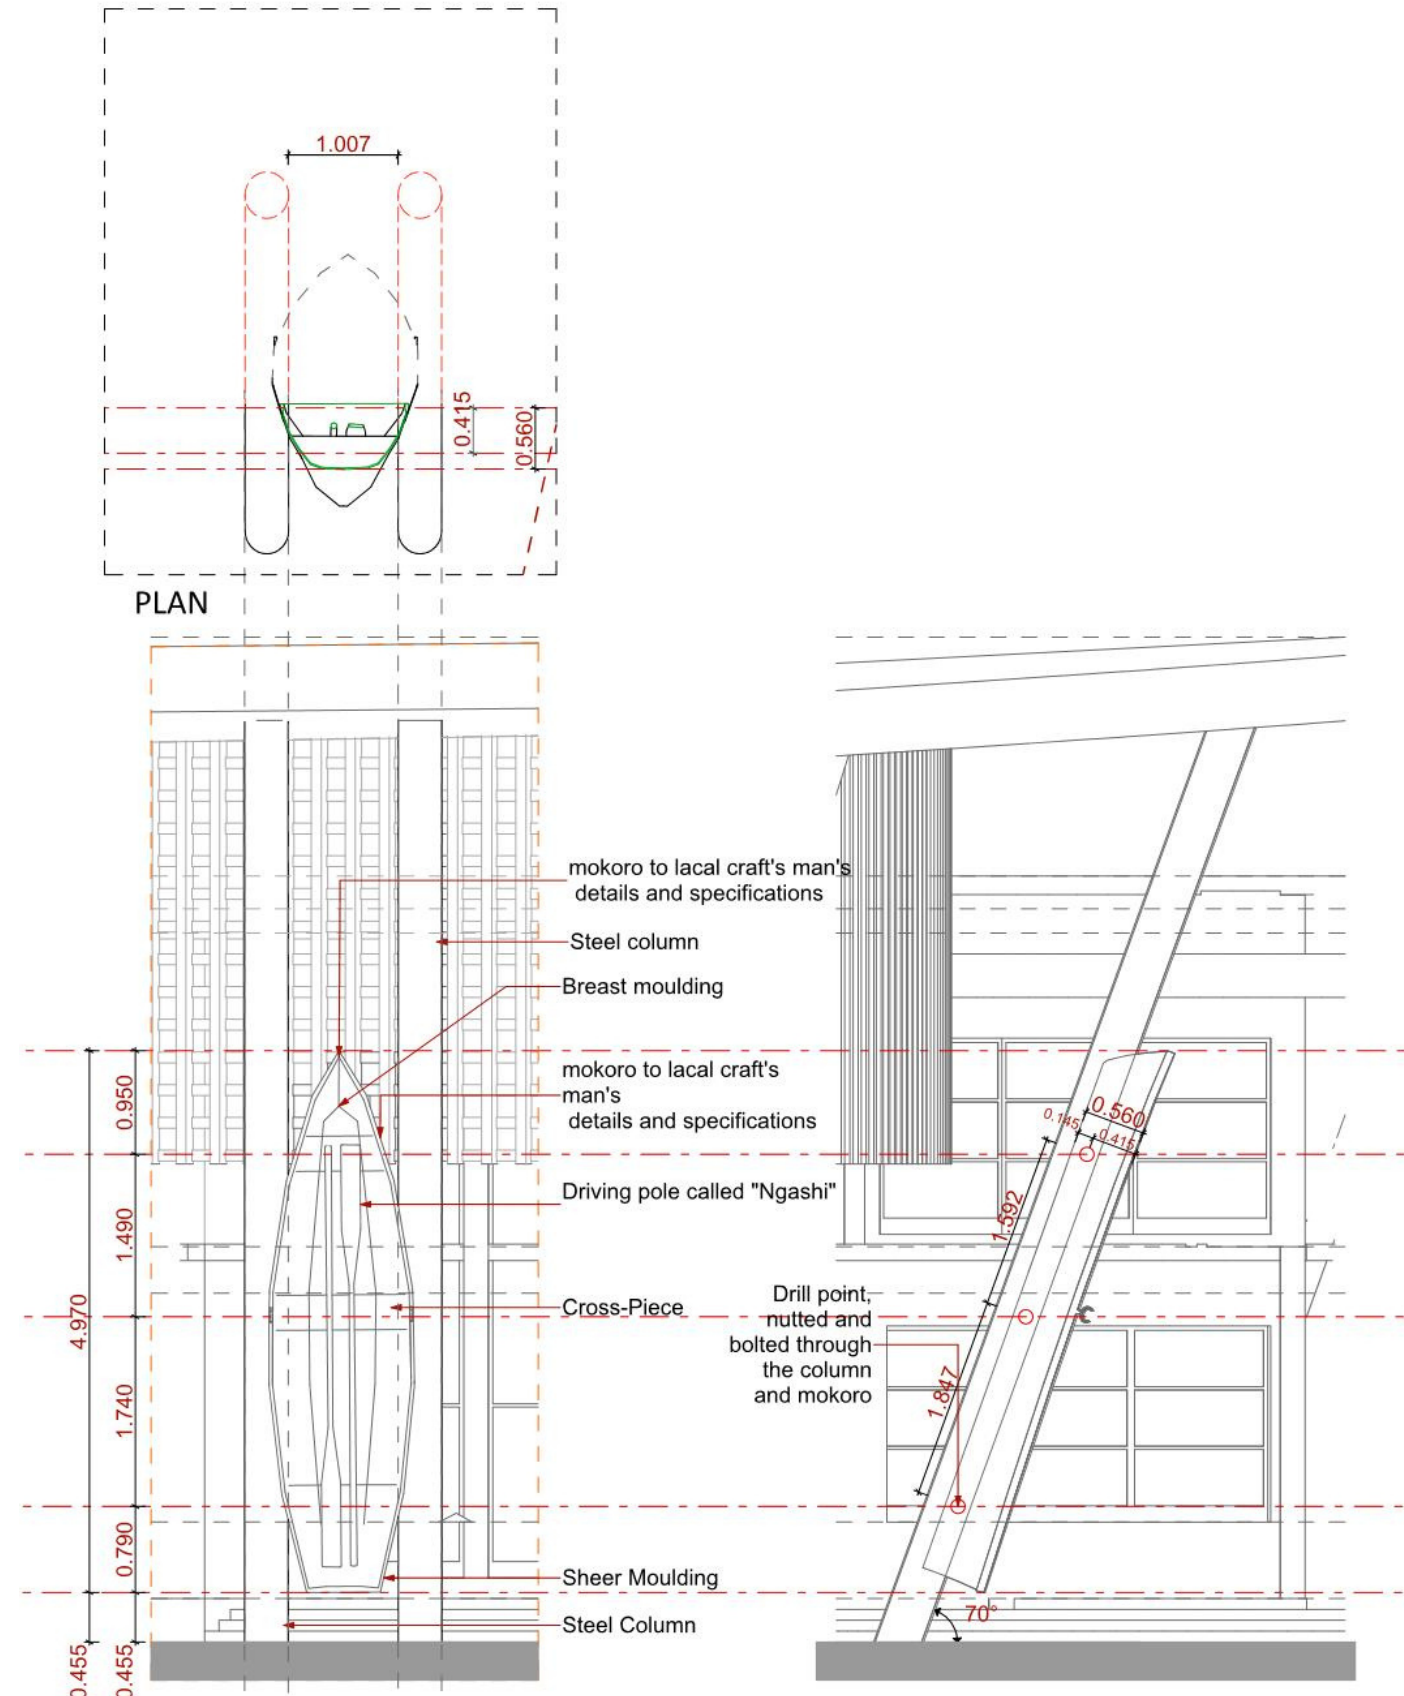 1.007
0.415
0.560
PLAN
mokoro to lacal craft's man's
details and specifications
Steel column
Breast moulding
mokoro to lacal craft's
man's
details and specifications
Driving pole called "Ngashi"
Cross-Piece
Sheer Moulding
Steel Column
0.950
1.490
4.970
1.740
0.790
0.455
0.455
0.560
0.145
0.415
1.592
Drill point,
nutted and
bolted through
the column
and mokoro
1.847
70°